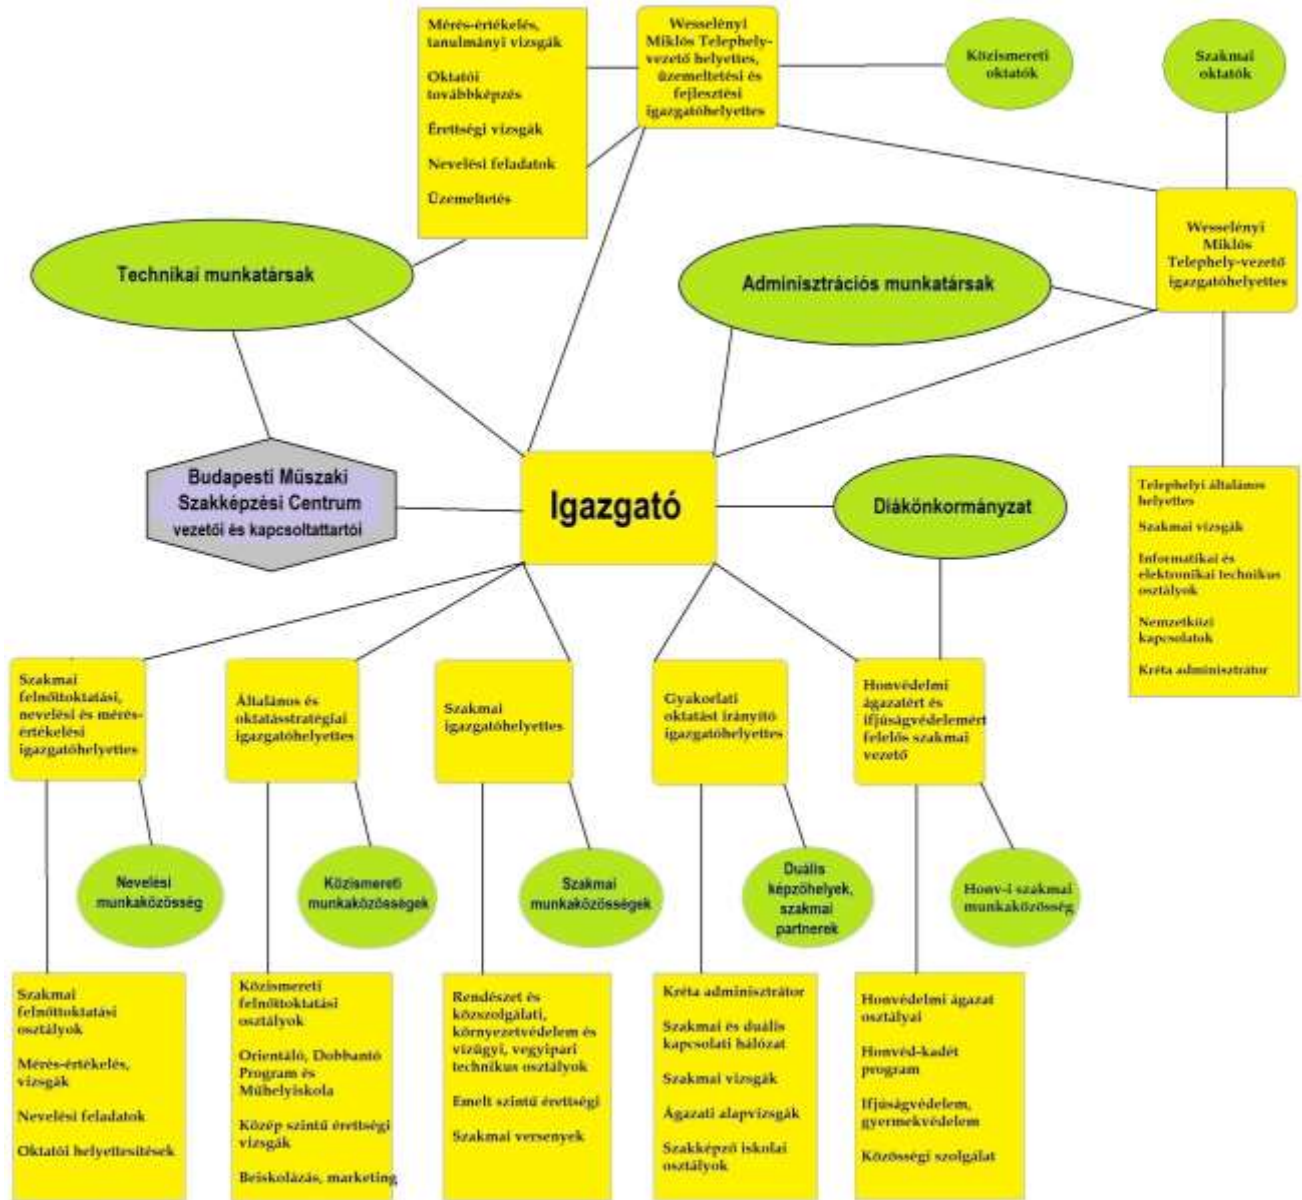 Mérés-értékelés,
tanulmányi vizsgák
Oktatói
továbbképzés
Érettségi vizsgák
Nevelési feladatok
Üzemeltetés
Wesselényi
Miklós Telephely-
vezető helyettes,
üzemeltetési és
fejlesztési
igazgatóhelyettes
Közismereti
oktatók
Szakmai
oktatók
Wesselényi
Miklós
Telephely-vezető
igazgatóhelyettes
Technikai munkatársak
Adminisztrációs munkatársak
Budapesti Műszaki
Szakképzési Centrum
vezetői és kapcsoltattartói
Igazgató
Diákönkormányzat
Telephelyi általános
helyettes
Szakmai vizsgák
Informatikai és
elektronikai technikus
osztályok
Nemzetközi
kapcsolatok
Kréta adminisztrátor
Szakmai
felnőttoktatási,
nevelési és mérés-
értékelési
igazgatóhelyettes
Általános és
oktatásstratégiai
igazgatóhelyettes
Szakmai
igazgatóhelyettes
Gyakorlati
oktatást irányító
igazgatóhelyettes
Honvédelmi
ágazatért és
ifjúságvédelemért
felelős szakmai
vezető
Nevelési
munkaközösség
Közismereti
munkaközösségek
Szakmai
munkaközösségek
Duális
képzőhelyek,
szakmai
partnerek
Honv-i szakmai
munkaközösség
Szakmai
felnőttoktatási
osztályok
Mérés-értékelés,
vizsgák
Nevelési feladatok
Oktatói helyettesítések
Közismereti
felnőttoktatási
osztályok
Orientáló, Dobbantó
Program és
Műhelyiskola
Közép szintű érettségi
vizsgák
Beiskolázás, marketing
Rendészet és
közszolgálati,
környezetvédelem és
vízügyi, vegyipari
technikus osztályok
Emelt szintű érettségi
Szakmai versenyek
Kréta adminisztrátor
Szakmai és duális
kapcsolati hálózat
Szakmai vizsgák
Ágazati alapvizsgák
Szakképző iskolai
osztályok
Honvédelmi ágazat
osztályai
Honvéd-kadét
program
Ifjúságvédelem,
gyermekvédelem
Közösségi szolgálat